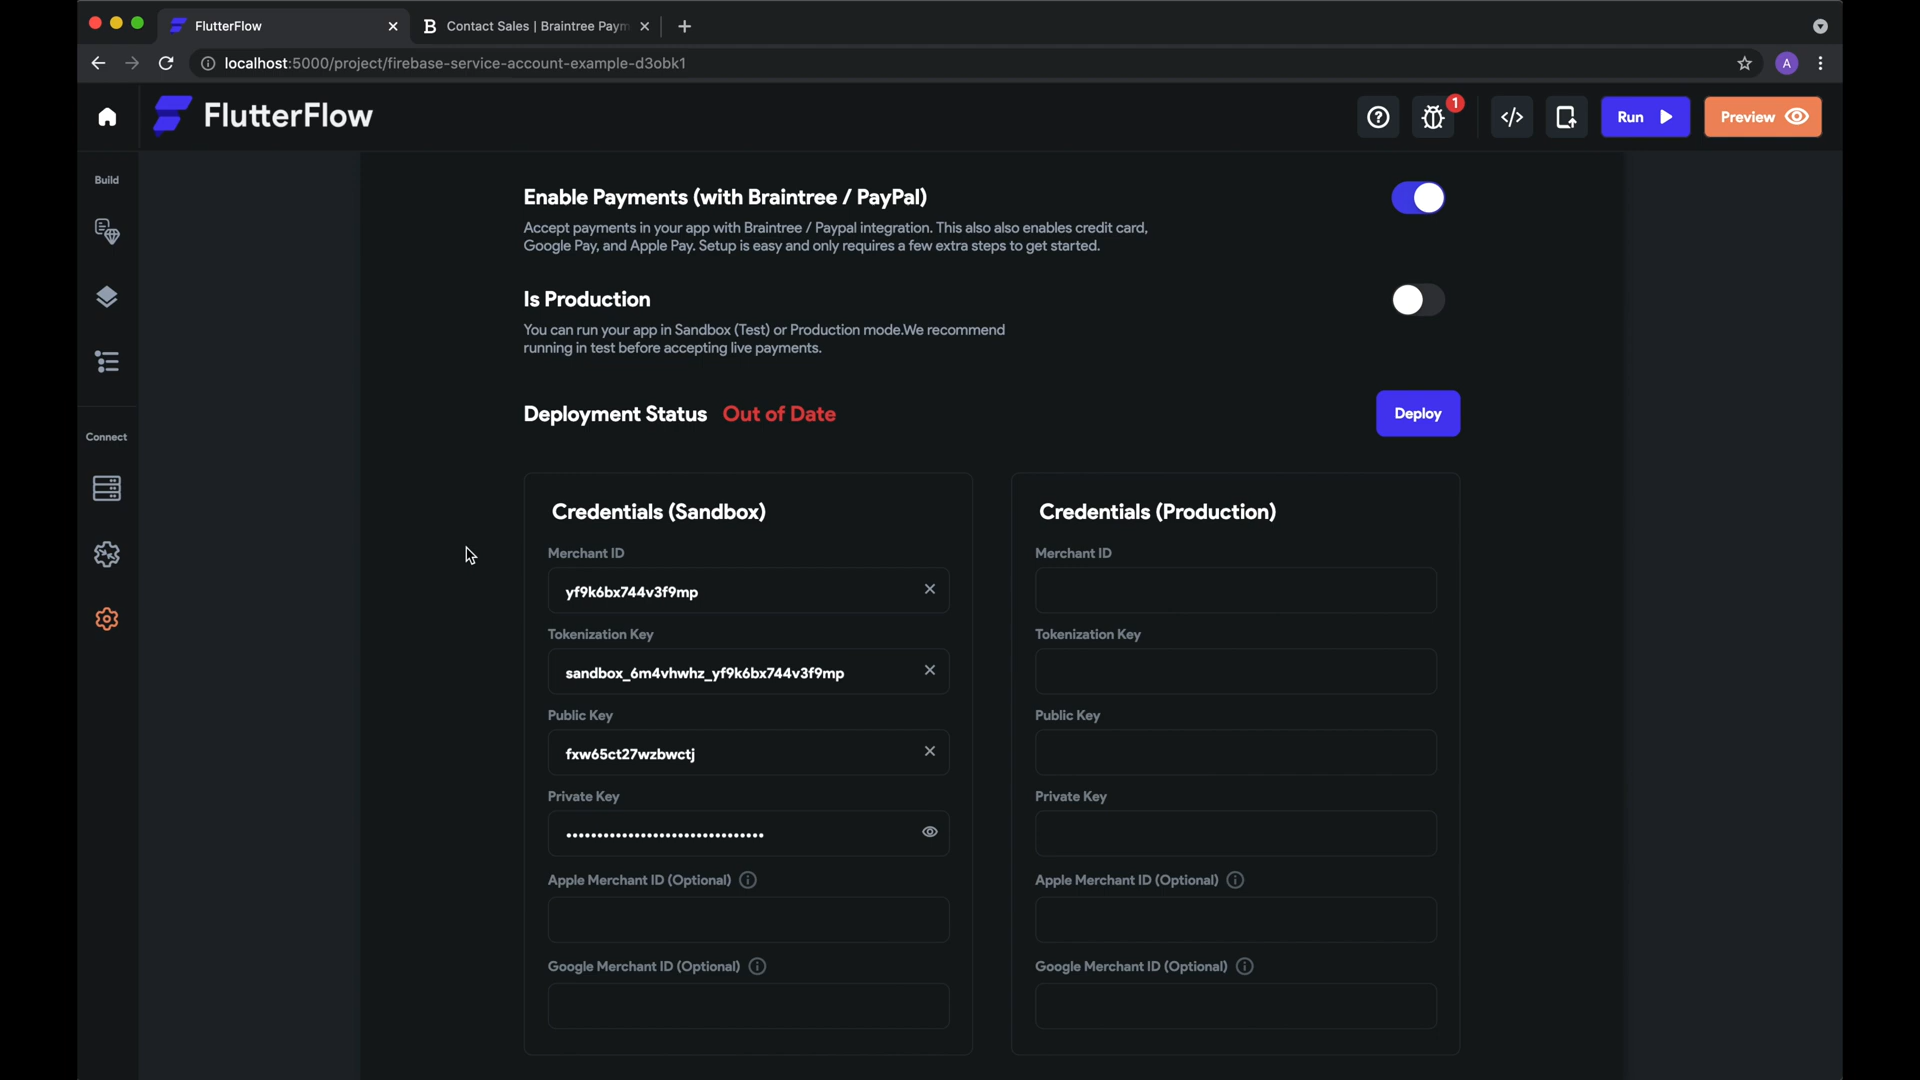 FlutterFlow
Contact Sales | Braintree Paym
localhost:5000/project/firebase-service-account-example-d3obk1
A
FlutterFlow
1
Run
Preview
Build
Connect
Enable Payments (with Braintree / PayPal)
Accept payments in your app with Braintree / Paypal integration. This also also enables credit card,
Google Pay, and Apple Pay. Setup is easy and only requires a few extra steps to get started.
Is Production
You can run your app in Sandbox (Test) or Production mode.We recommend
running in test before accepting live payments.
Deployment Status Out of Date
Deploy
Credentials (Sandbox)
Merchant ID
yf9k6bx744v3f9mp
Tokenization Key
sandbox_6m4vhwhz_yf9k6bx744v3f9mp
Public Key
fxw65ct27wzbwctj
Private Key
••••••••••••••••••••••••••••••••
Apple Merchant ID (Optional)
Google Merchant ID (Optional)
Credentials (Production)
Merchant ID
Tokenization Key
Public Key
Private Key
Apple Merchant ID (Optional)
Google Merchant ID (Optional)